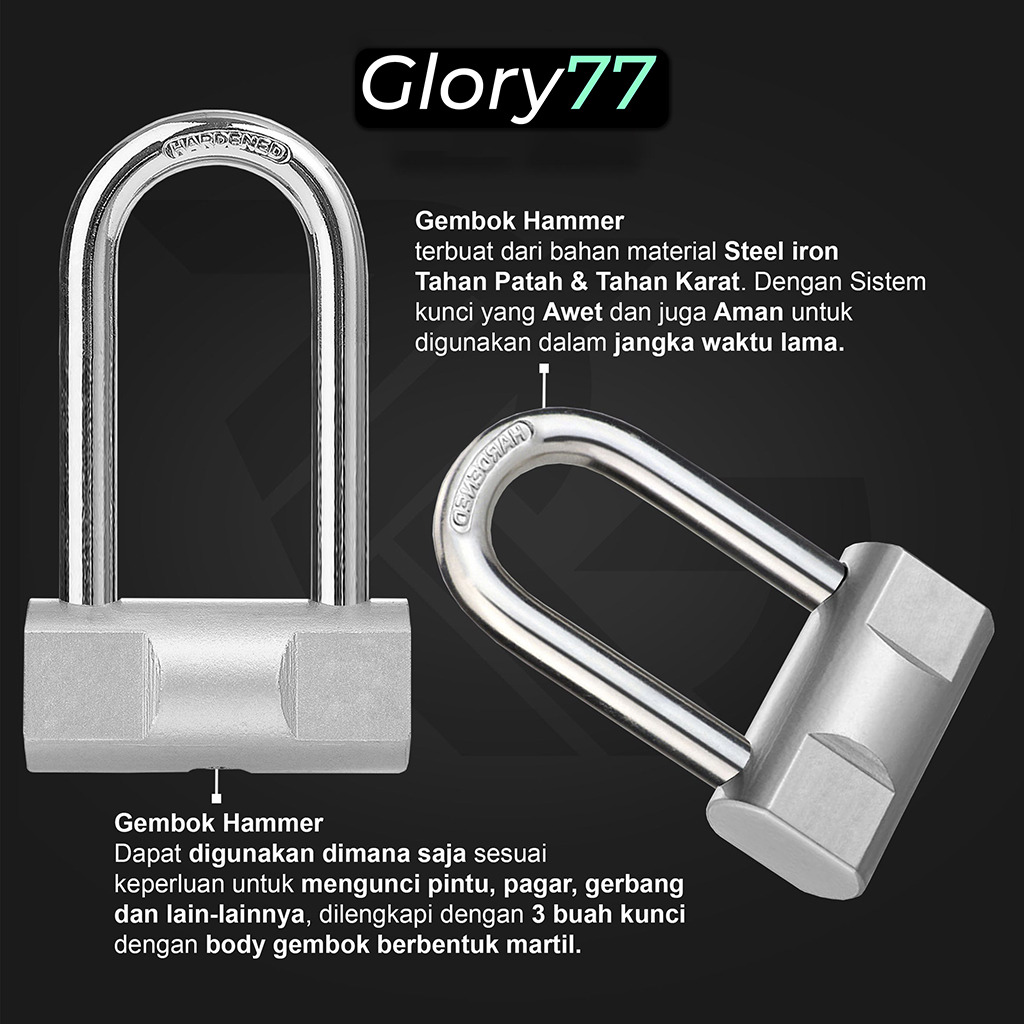 Glory77
HARDENED
Gembok Hammer
terbuat dari bahan material Steel iron
Tahan Patah & Tahan Karat. Dengan Sistem
kunci yang Awet dan juga Aman untuk
digunakan dalam jangka waktu lama.
HARDENED
Gembok Hammer
Dapat digunakan dimana saja sesuai
keperluan untuk mengunci pintu, pagar, gerbang
dan lain-lainnya, dilengkapi dengan 3 buah kunci
dengan body gembok berbentuk martil.